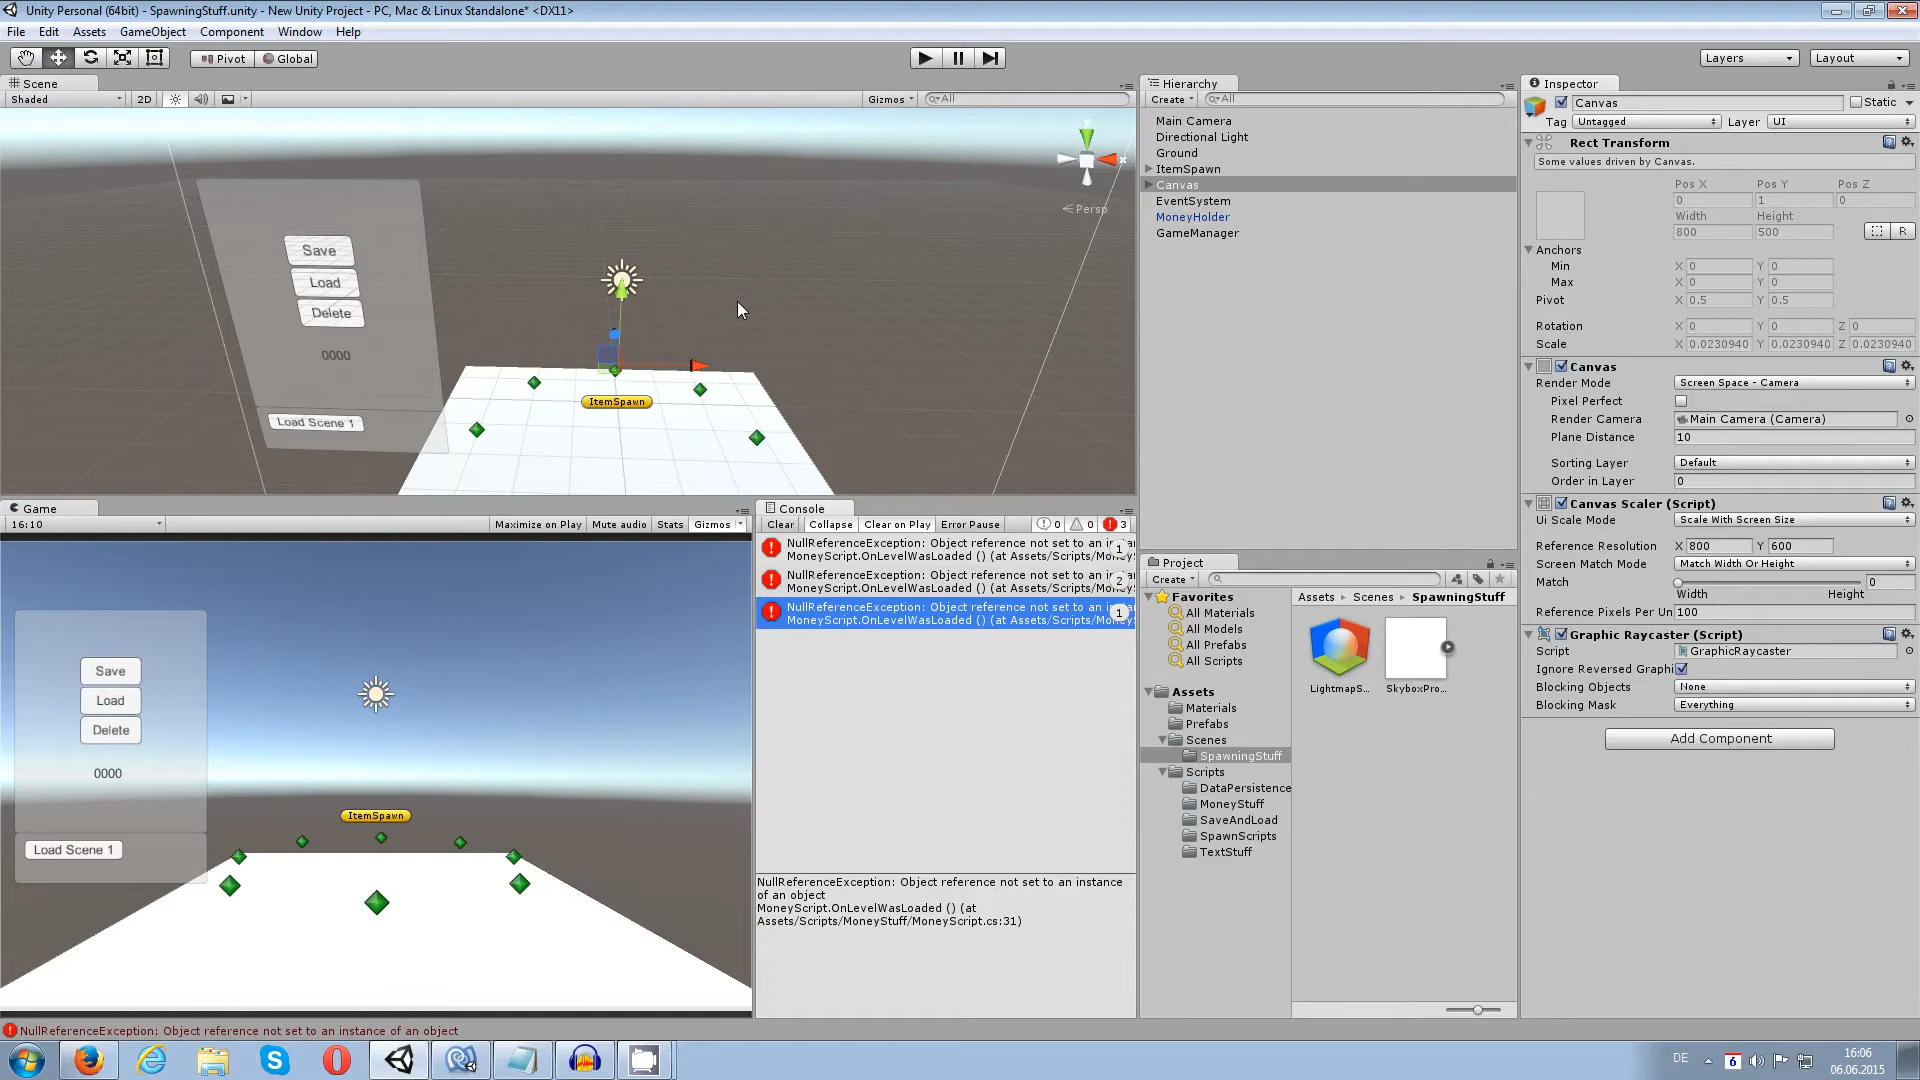 Unity Personal (64bit) - SpawningStuff.unity - New Unity Project - PC, Mac & Linux Standalone* <DX11>
File Edit Assets GameObject Component Window Help
Pivot Global Layers Layout
Scene
Shaded 2D Gizmos All
Save
Load
Delete
0000
Load Scene 1
ItemSpawn
Y
x
Persp
Game
16:10 Maximize on Play Mute audio Stats Gizmos
Save
Load
Delete
0000
Load Scene 1
ItemSpawn
Console
Clear Collapse Clear on Play Error Pause 0 0 3
NullReferenceException: Object reference not set to an
MoneyScript.OnLevelWasLoaded () (at Assets/Scripts/
1
NullReferenceException: Object reference not set to an
MoneyScript.OnLevelWasLoaded () (at Assets/Scripts/
2
NullReferenceException: Object reference not set to an
MoneyScript.OnLevelWasLoaded () (at Assets/Scripts/
1
NullReferenceException: Object reference not set to an instance
of an object
MoneyScript.OnLevelWasLoaded () (at
Assets/Scripts/MoneyStuff/MoneyScript.cs:31)
Hierarchy
Create All
Main Camera
Directional Light
Ground
ItemSpawn
Canvas
EventSystem
MoneyHolder
GameManager
Project
Create
Favorites
All Materials
All Models
All Prefabs
All Scripts
Assets
Materials
Prefabs
Scenes
SpawningStuff
Scripts
DataPersistence
MoneyStuff
SaveAndLoad
SpawnScripts
TextStuff
Assets Scenes SpawningStuff
LightmapS... SkyboxPro...
Inspector
Canvas Static
Tag Untagged Layer UI
Rect Transform
Some values driven by Canvas.
Pos X Pos Y Pos Z
0 1 0
Width Height
800 500 R
Anchors
Min X 0 Y 0
Max X 0 Y 0
Pivot X 0.5 Y 0.5
Rotation X 0 Y 0 Z 0
Scale X 0.0230940 Y 0.0230940 Z 0.0230940
Canvas
Render Mode Screen Space - Camera
Pixel Perfect
Render Camera Main Camera (Camera)
Plane Distance 10
Sorting Layer Default
Order in Layer 0
Canvas Scaler (Script)
Ui Scale Mode Scale With Screen Size
Reference Resolution X 800 Y 600
Screen Match Mode Match Width Or Height
Match 0
Width Height
Reference Pixels Per Un 100
Graphic Raycaster (Script)
Script GraphicRaycaster
Ignore Reversed Graphi
Blocking Objects None
Blocking Mask Everything
Add Component
NullReferenceException: Object reference not set to an instance of an object
DE 6 16:06
06.06.2015